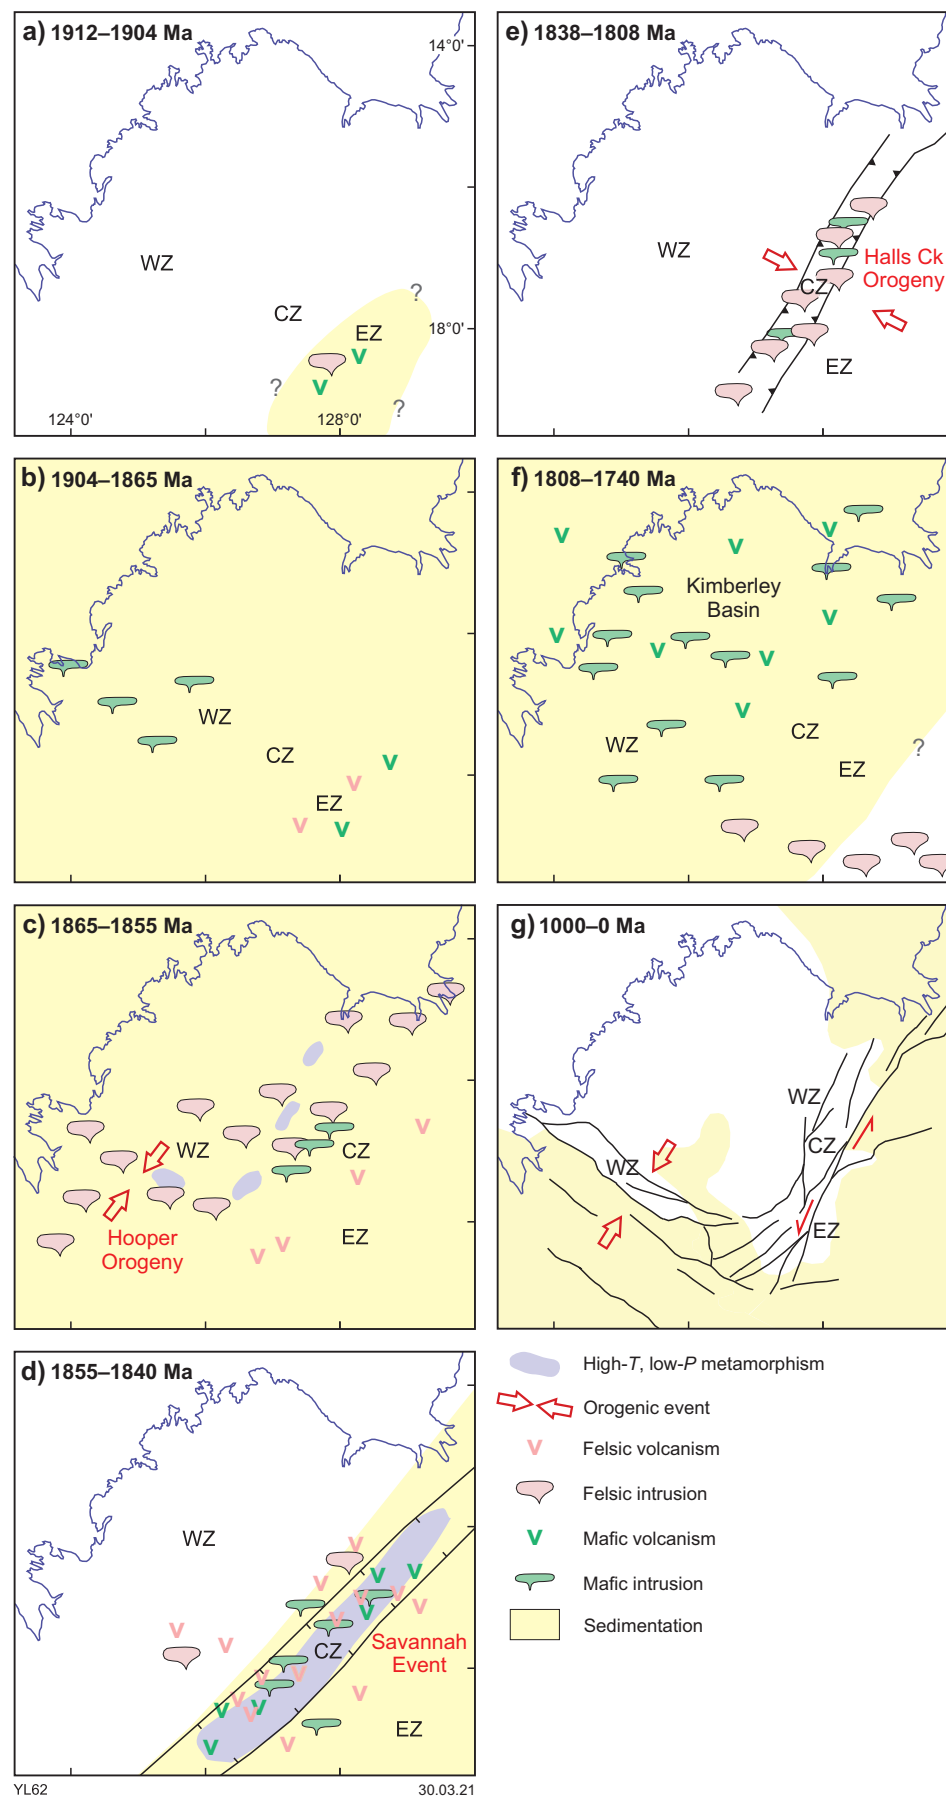 a) 1912–1904 Ma
14°0'
WZ
CZ
?
EZ
18°0'
V
V
?
?
124°0'
128°0'
b) 1904–1865 Ma
WZ
CZ
V
V
EZ
V
V
c) 1865–1855 Ma
V
WZ
CZ
V
Hooper
Orogeny
EZ
V
V
d) 1855–1840 Ma
WZ
V
V
V
V
V
V
V
V
V
V
V
V
CZ
Savannah
Event
V
V
V
V
V
V
V
V
EZ
V
V
YL62
30.03.21
e) 1838–1808 Ma
WZ
Halls Ck
Orogeny
CZ
EZ
f) 1808–1740 Ma
V
V
V
Kimberley
Basin
V
V
V
V
V
CZ
WZ
?
EZ
g) 1000–0 Ma
WZ
CZ
WZ
EZ
High-T, low-P metamorphism
Orogenic event
V
Felsic volcanism
Felsic intrusion
V
Mafic volcanism
Mafic intrusion
Sedimentation